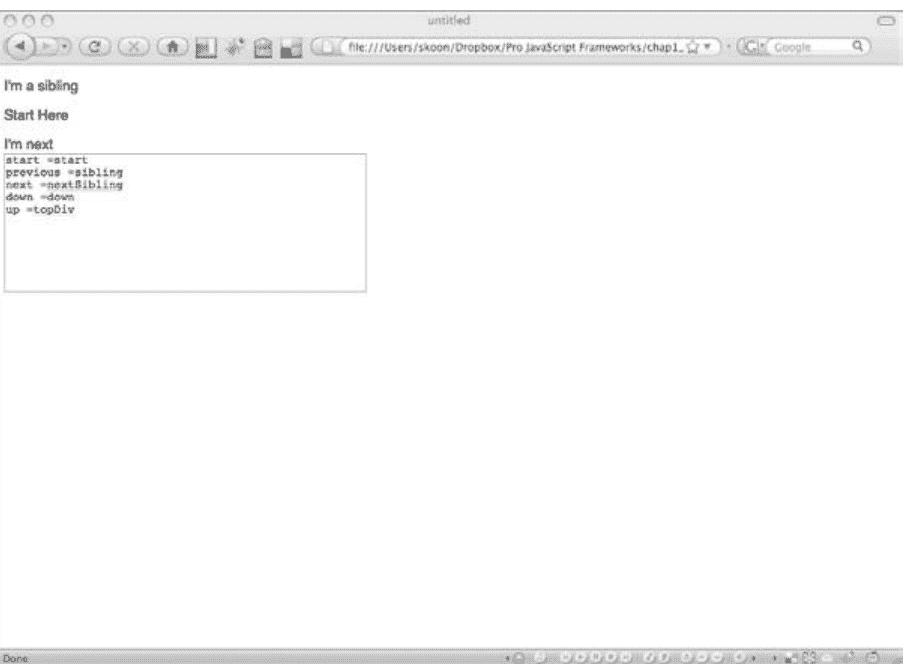 untitled
file:///Users/skoon/Dropbox/Pro JavaScript Frameworks/chap1_
Google
I'm a sibling
Start Here
I'm next
start =start
previous =sibling
next =nextSibling
down =down
up =topDiv
Done